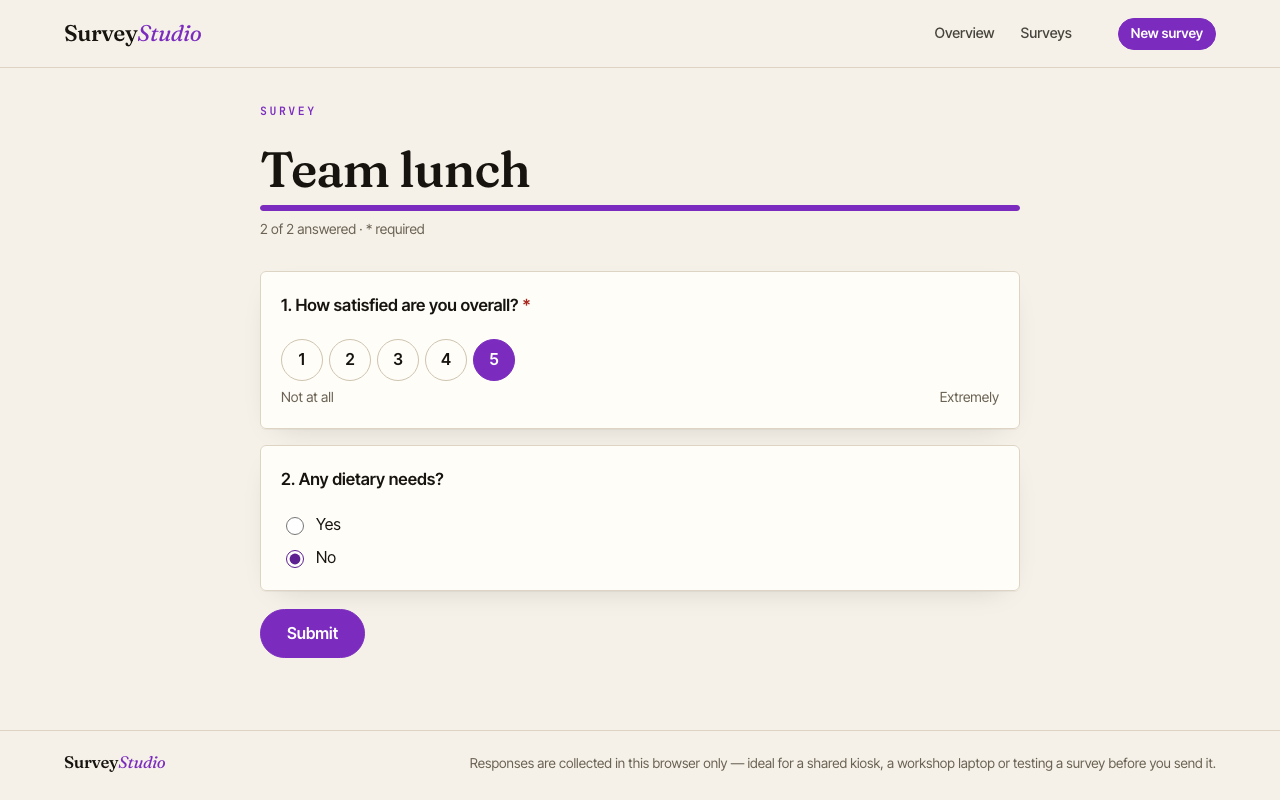 SurveyStudio
Overview Surveys New survey
SURVEY
Team lunch
2 of 2 answered · * required
1. How satisfied are you overall? *
1 2 3 4 5
Not at all Extremely
2. Any dietary needs?
Yes
No
Submit
SurveyStudio
Responses are collected in this browser only — ideal for a shared kiosk, a workshop laptop or testing a survey before you send it.